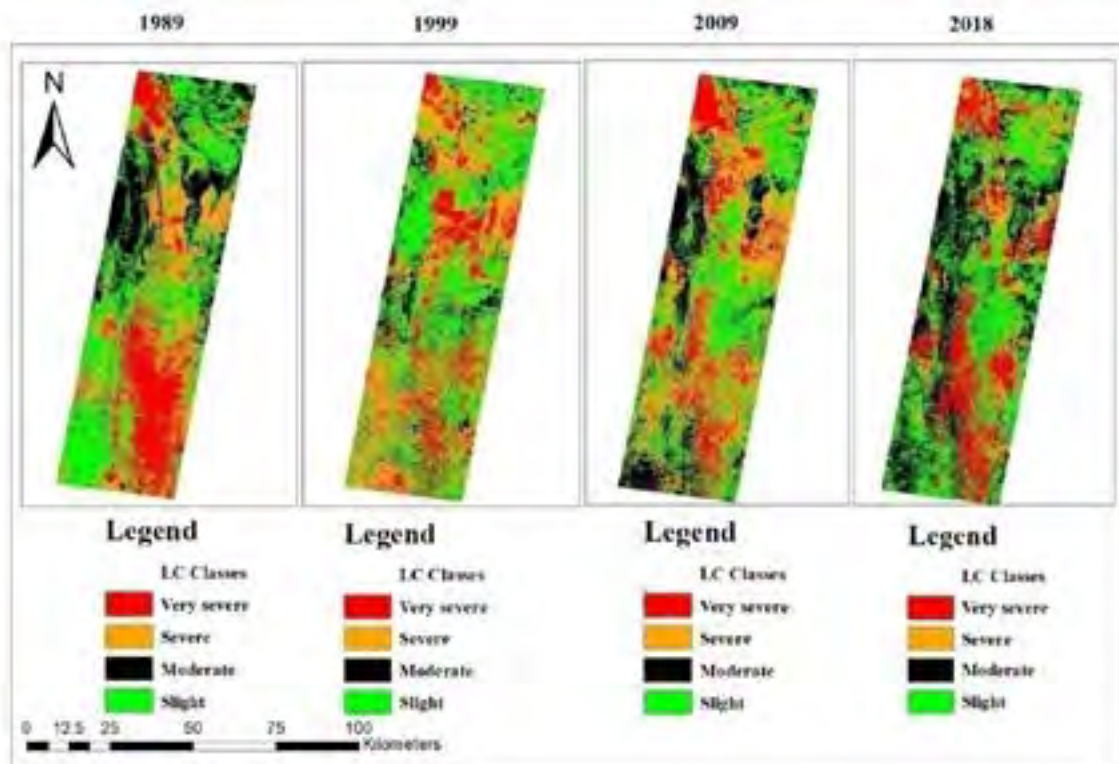 1989 1999 2009 2018
N
Legend Legend Legend Legend
LC Classes LC Classes LC Classes LC Classes
Very severe Very severe Very severe Very severe
Severe Severe Severe Severe
Moderate Moderate Moderate Moderate
Slight Slight Slight Slight
0 12.5 25 50 75 100
Kilometers